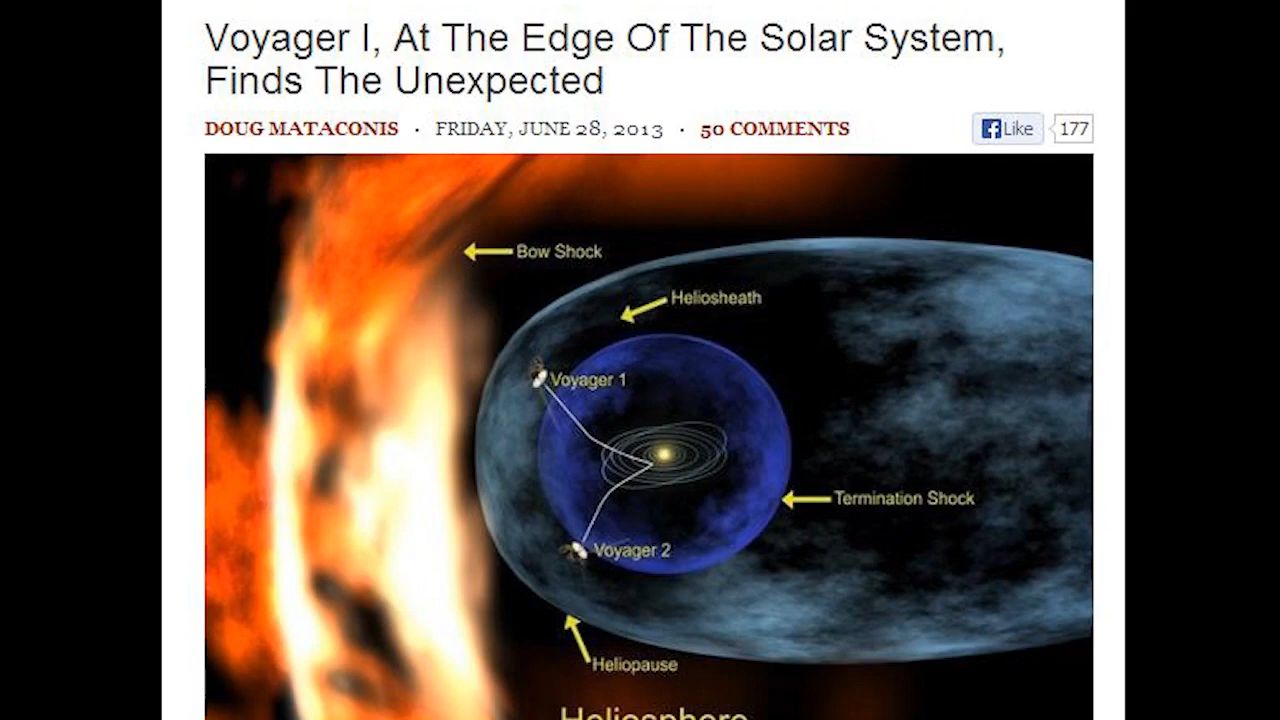 Voyager I, At The Edge Of The Solar System,
Finds The Unexpected
DOUG MATACONIS · FRIDAY, JUNE 28, 2013 · 50 COMMENTS
Like 177
Bow Shock
Heliosheath
Voyager 1
Termination Shock
Voyager 2
Heliopause
Heliosphere